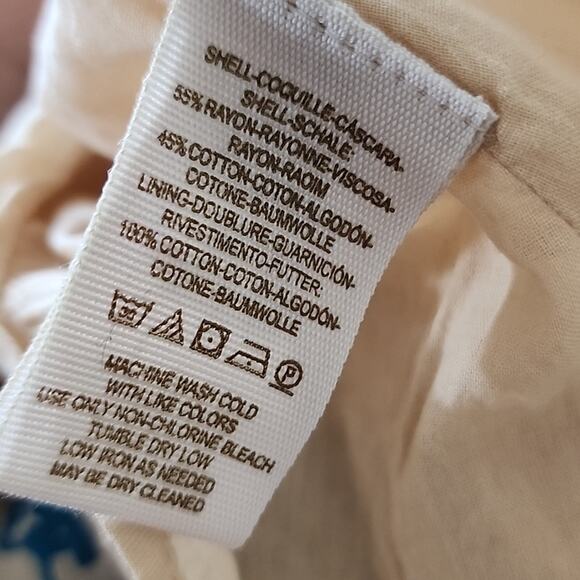 SHELL-COQUILLE-CÁSCARA-
SHELL-SCHALE:
55% RAYON-RAYONNE-VISCOSA-
RAYON-RAOIM
45% COTTON-COTON-ALGODÓN-
COTONE-BAUMWOLLE
LINING-DOUBLURE-GUARNICIÓN-
RIVESTIMENTO-FUTTER:
100% COTTON-COTON-ALGODÓN-
COTONE-BAUMWOLLE
P
MACHINE WASH COLD
WITH LIKE COLORS
USE ONLY NON-CHLORINE BLEACH
TUMBLE DRY LOW
LOW IRON AS NEEDED
MAY BE DRY CLEANED